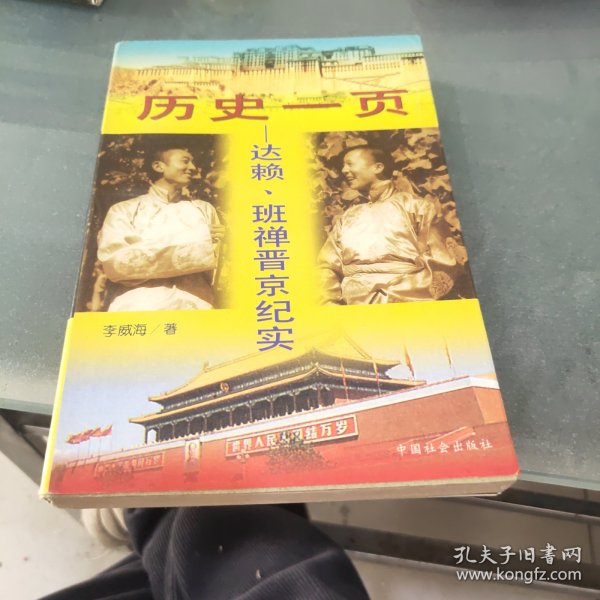 历史一页
—达赖、班禅晋京纪实
李威海／著
世界人民大团结万岁
中国社会出版社
孔夫子旧书网
www.kongfz.com